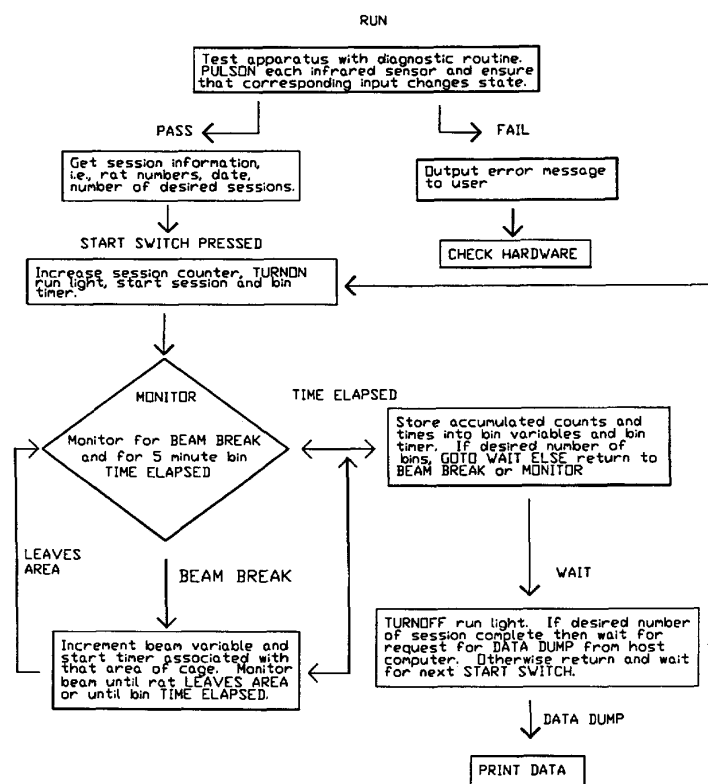 RUN
Test apparatus with diagnostic routine.
PULSON each infrared sensor and ensure
that corresponding input changes state.
PASS
FAIL
Get session information,
i.e., rat numbers, date,
number of desired sessions.
Output error message
to user
START SWITCH PRESSED
CHECK HARDWARE
Increase session counter, TURNON
run light, start session and bin
timer.
MONITOR
Monitor for BEAM BREAK
and for 5 minute bin
TIME ELAPSED
TIME ELAPSED
Store accumulated counts and
times into bin variables and bin
timer. If desired number of
bins, GOTO WAIT ELSE return to
BEAM BREAK or MONITOR
LEAVES
AREA
BEAM BREAK
WAIT
Increment beam variable and
start timer associated with
that area of cage. Monitor
beam until rat LEAVES AREA
or until bin TIME ELAPSED.
TURNOFF run light. If desired number
of session complete then wait for
request for DATA DUMP from host
computer. Otherwise return and wait
for next START SWITCH.
DATA DUMP
PRINT DATA